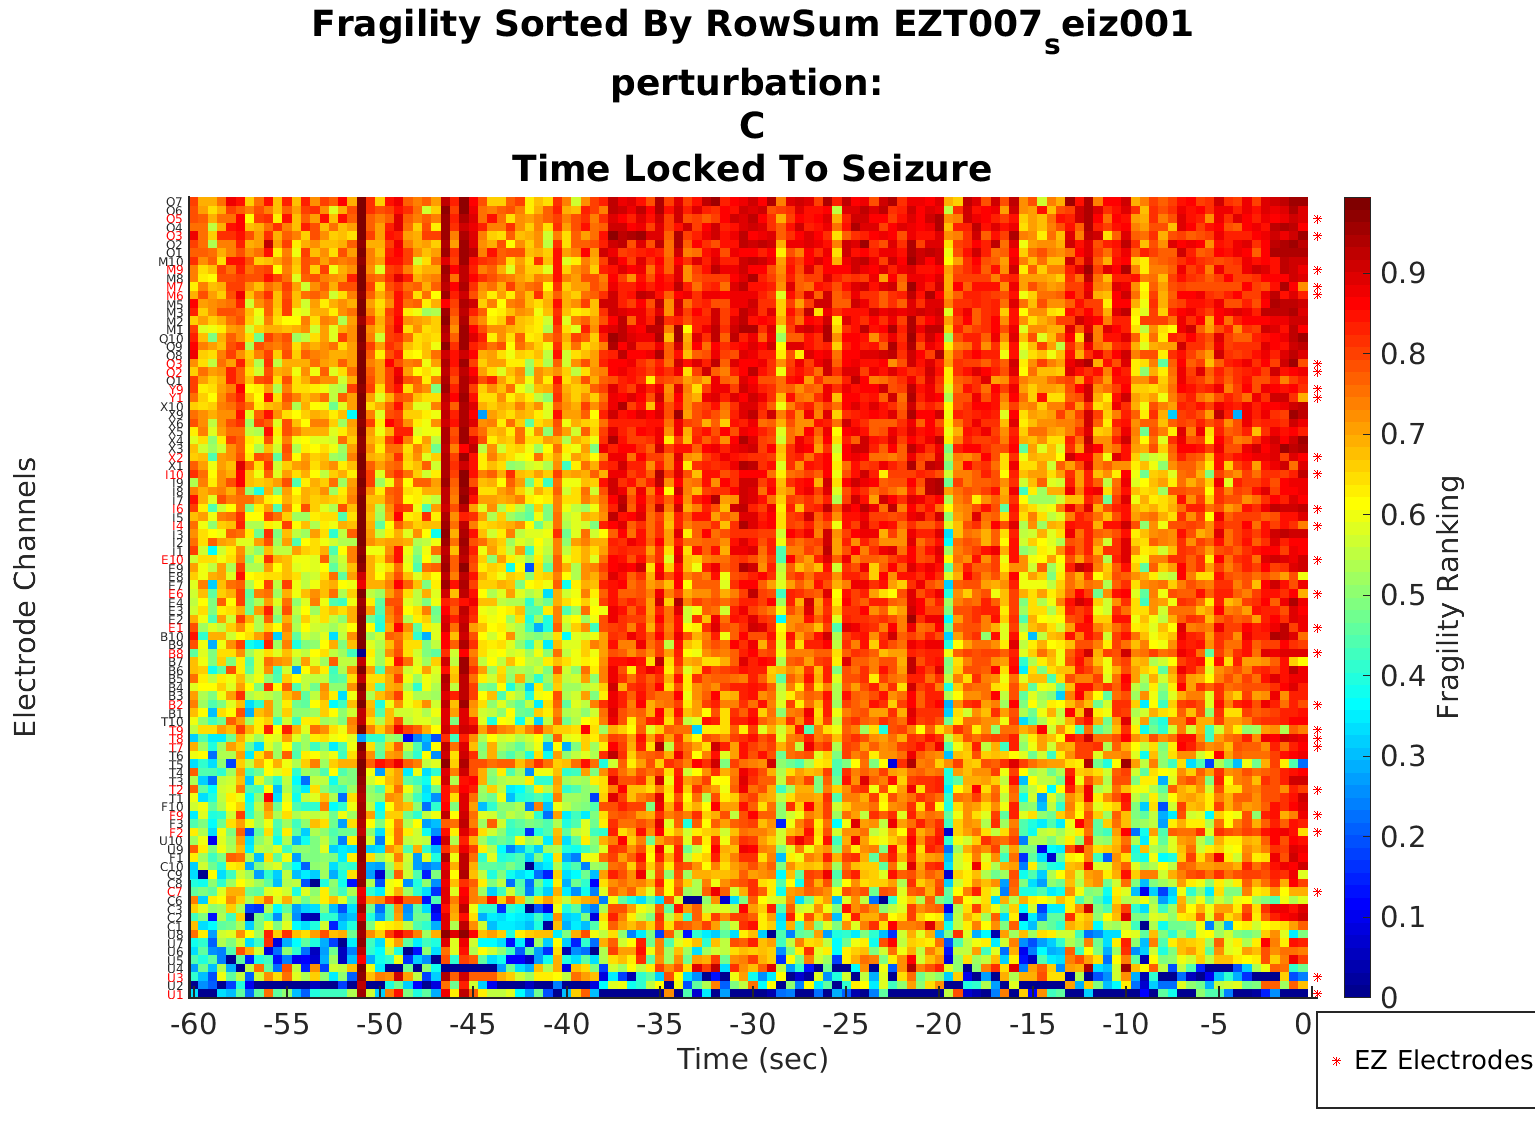 Fragility Sorted By RowSum EZT007seiz001
perturbation:
C
Time Locked To Seizure
Electrode Channels
O7
O6
O5
O4
O3
O2
O1
M10
M9
M8
M7
M6
M5
M3
M2
M1
Q10
Q9
Q8
Q3
Q2
Q1
Y9
Y1
X10
X9
X6
X5
X4
X3
X2
X1
I10
I9
I8
I7
I6
I5
I4
I3
I2
I1
E10
E9
E8
E7
E6
E4
E3
E2
E1
B10
B9
B8
B7
B6
B5
B4
B3
B2
B1
T10
T9
T8
T7
T6
T5
T4
T3
T2
T1
F10
F9
F3
F2
U10
U9
F1
C10
C9
C8
C7
C6
C3
C2
C1
U8
U7
U6
U5
U4
U3
U2
U1
-60 -55 -50 -45 -40 -35 -30 -25 -20 -15 -10 -5 0
Time (sec)
0.9
0.8
0.7
0.6
0.5
0.4
0.3
0.2
0.1
0
Fragility Ranking
EZ Electrodes